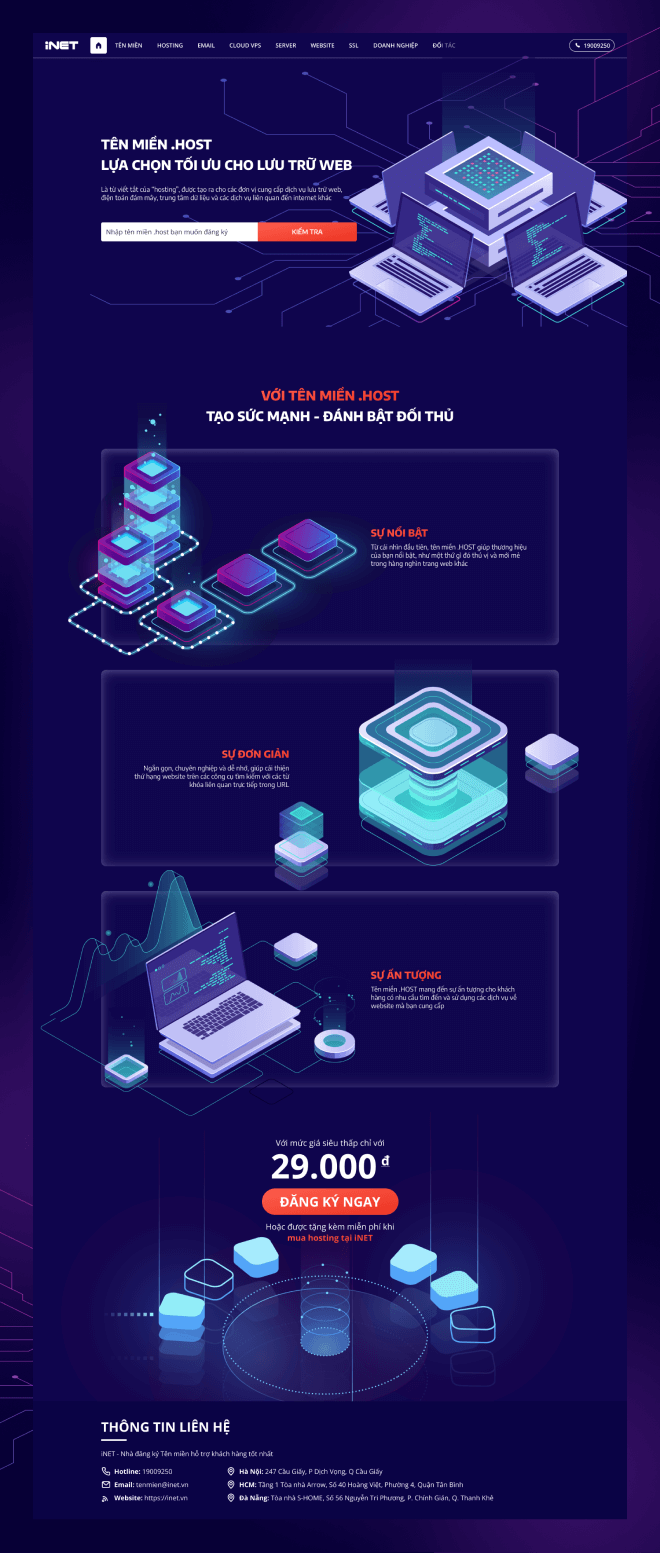 iNET
TÊN MIỀN HOSTING EMAIL CLOUD VPS SERVER WEBSITE SSL DOANH NGHIỆP ĐỐI TÁC 19009250
TÊN MIỀN .HOST
LỰA CHỌN TỐI ƯU CHO LƯU TRỮ WEB
Là từ viết tắt của "hosting", được tạo ra cho các đơn vị cung cấp dịch vụ lưu trữ web,
điện toán đám mây, trung tâm dữ liệu và các dịch vụ liên quan đến internet khác
Nhập tên miền .host bạn muốn đăng ký KIỂM TRA
VỚI TÊN MIỀN .HOST
TẠO SỨC MẠNH - ĐÁNH BẬT ĐỐI THỦ
SỰ NỔI BẬT
Từ cái nhìn đầu tiên, tên miền .HOST giúp thương hiệu
của bạn nổi bật, như một thứ gì đó thú vị và mới mẻ
trong hàng nghìn trang web khác
SỰ ĐƠN GIẢN
Ngắn gọn, chuyên nghiệp và dễ nhớ, giúp cải thiện
thứ hạng website trên các công cụ tìm kiếm với các từ
khóa liên quan trực tiếp trong URL
SỰ ẤN TƯỢNG
Tên miền .HOST mang đến sự ấn tượng cho khách
hàng có nhu cầu tìm đến và sử dụng các dịch vụ về
website mà bạn cung cấp
Với mức giá siêu thấp chỉ với
29.000 đ
ĐĂNG KÝ NGAY
Hoặc được tặng kèm miễn phí khi
mua hosting tại iNET
THÔNG TIN LIÊN HỆ
iNET - Nhà đăng ký Tên miền hỗ trợ khách hàng tốt nhất
Hotline: 19009250
Hà Nội: 247 Cầu Giấy, P Dịch Vọng, Q Cầu Giấy
Email: tenmien@inet.vn
HCM: Tầng 1 Tòa nhà Arrow, Số 40 Hoàng Việt, Phường 4, Quận Tân Bình
Website: https://inet.vn
Đà Nẵng: Tòa nhà S-HOME, Số 56 Nguyễn Tri Phương, P. Chính Gián, Q. Thanh Khê